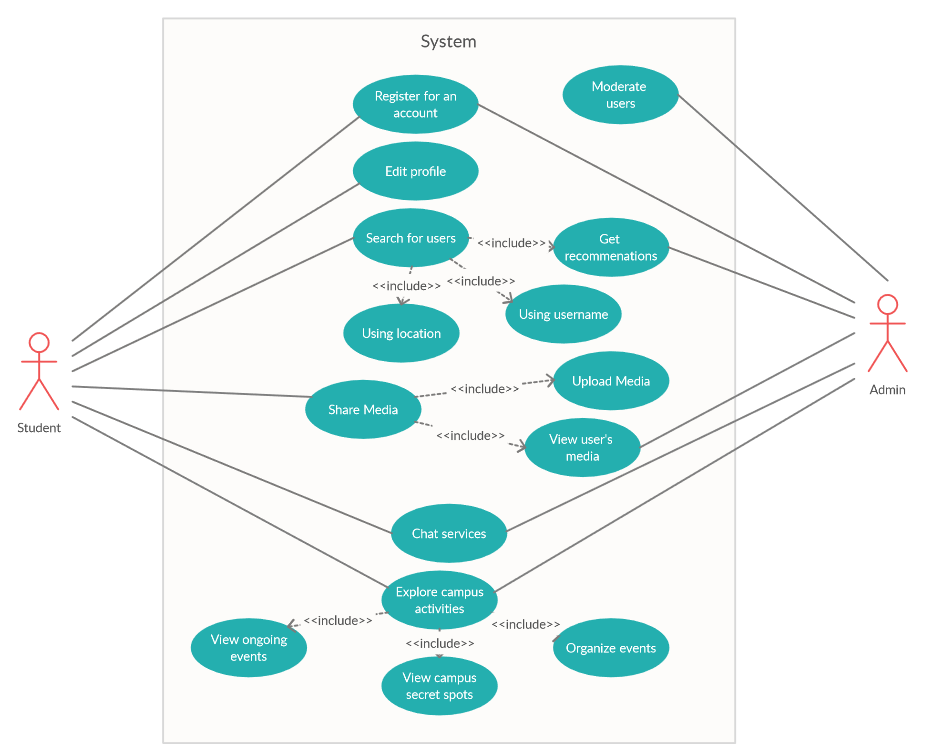 System
Register for an
account
Moderate
users
Edit profile
Search for users
<<include>>
Get
recommenations
<<include>>
<<include>>
Using location
Using username
Share Media
<<include>>
Upload Media
<<include>>
View user's
media
Student
Admin
Chat services
Explore campus
activities
<<include>>
<<include>>
<<include>>
View ongoing
events
View campus
secret spots
Organize events